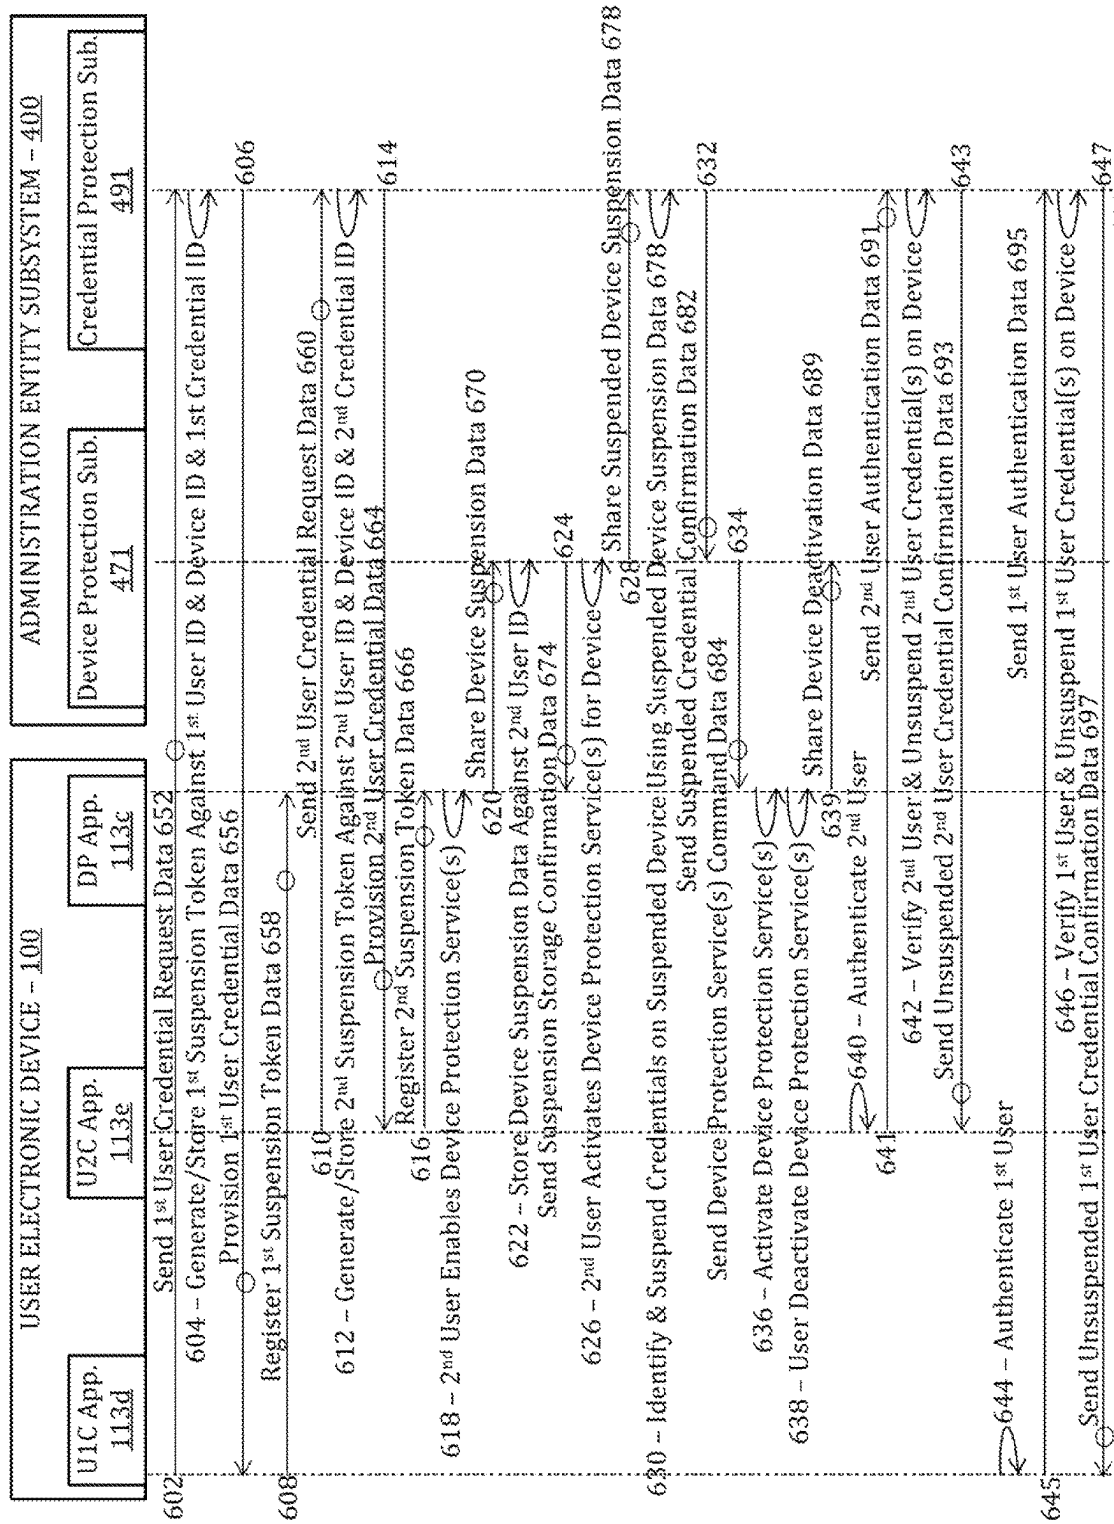 USER ELECTRONIC DEVICE – 100
ADMINISTRATION ENTITY SUBSYSTEM – 400
U1C App.
113d
U2C App.
113e
DP App.
113c
Device Protection Sub.
471
Credential Protection Sub.
491
602
Send 1st User Credential Request Data 652
604 – Generate/Store 1st Suspension Token Against 1st User ID & Device ID & 1st Credential ID
Provision 1st User Credential Data 656
606
608
Register 1st Suspension Token Data 658
610
Send 2nd User Credential Request Data 660
612 – Generate/Store 2nd Suspension Token Against 2nd User ID & Device ID & 2nd Credential ID
Provision 2nd User Credential Data 664
614
616
Register 2nd Suspension Token Data 666
618 – 2nd User Enables Device Protection Service(s)
620
Share Device Suspension Data 670
622 – Store Device Suspension Data Against 2nd User ID
Send Suspension Storage Confirmation Data 674
624
626 – 2nd User Activates Device Protection Service(s) for Device
628
Share Suspended Device Suspension Data 678
630 – Identify & Suspend Credentials on Suspended Device Using Suspended Device Suspension Data 678
Send Suspended Credential Confirmation Data 682
632
Send Device Protection Service(s) Command Data 684
634
636 – Activate Device Protection Service(s)
638 – User Deactivate Device Protection Service(s)
639
Share Device Deactivation Data 689
640 – Authenticate 2nd User
641
Send 2nd User Authentication Data 691
642 – Verify 2nd User & Unsuspend 2nd User Credential(s) on Device
Send Unsuspended 2nd User Credential Confirmation Data 693
643
644 – Authenticate 1st User
645
Send 1st User Authentication Data 695
646 – Verify 1st User & Unsuspend 1st User Credential(s) on Device
Send Unsuspended 1st User Credential Confirmation Data 697
647